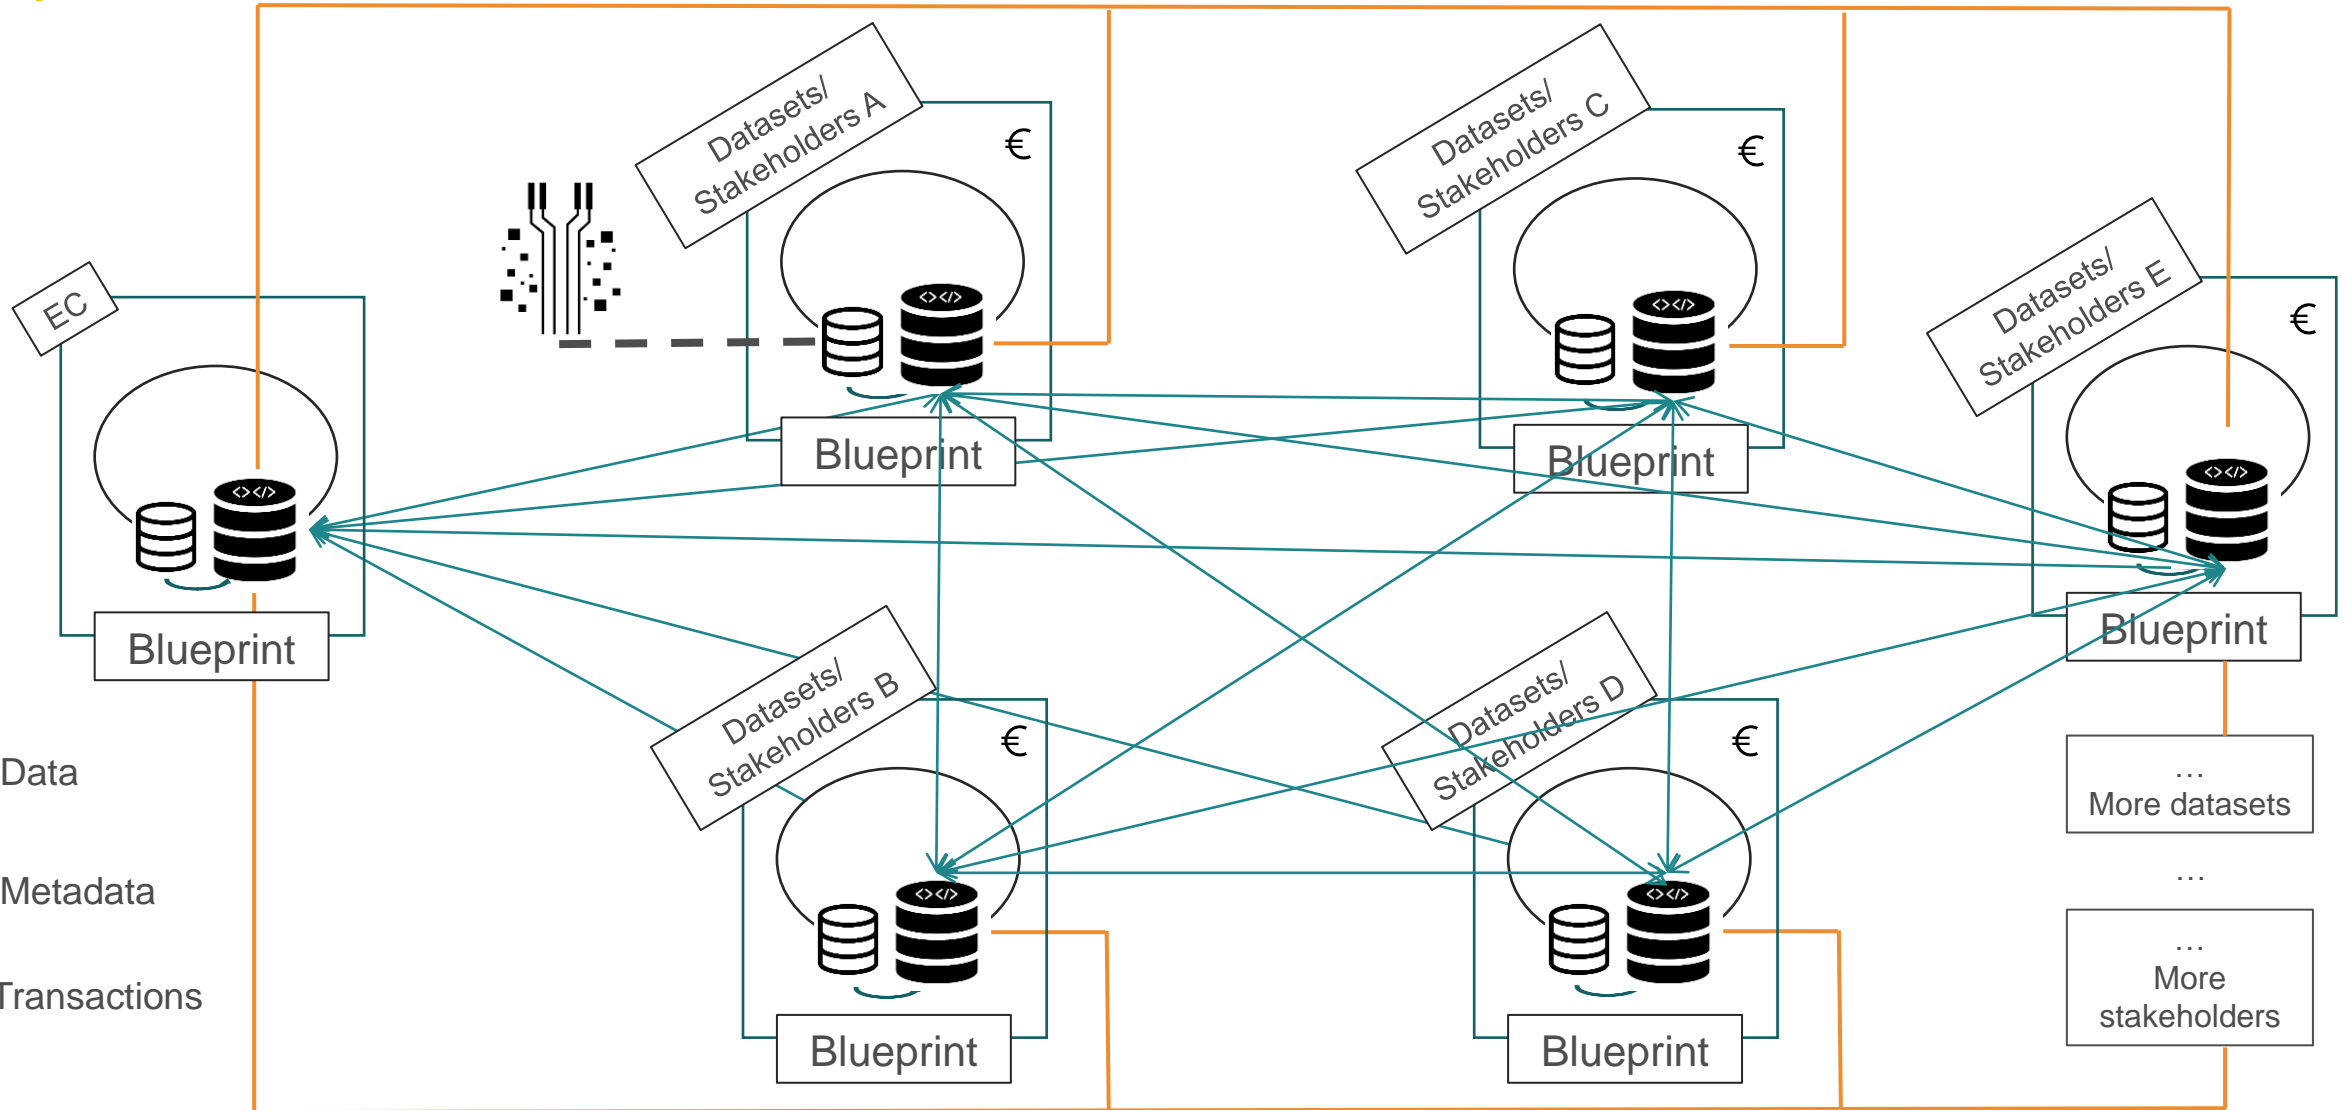 Datasets/
Stakeholders A
€
Datasets/
Stakeholders C
€
Datasets/
Stakeholders E
€
EC
<></>
<></>
<></>
<></>
Blueprint
Blueprint
Blueprint
Blueprint
Datasets/
Stakeholders B
€
Datasets/
Stakeholders D
€
Data
Metadata
Transactions
<></>
<></>
Blueprint
Blueprint
…
More datasets
…
…
More
stakeholders